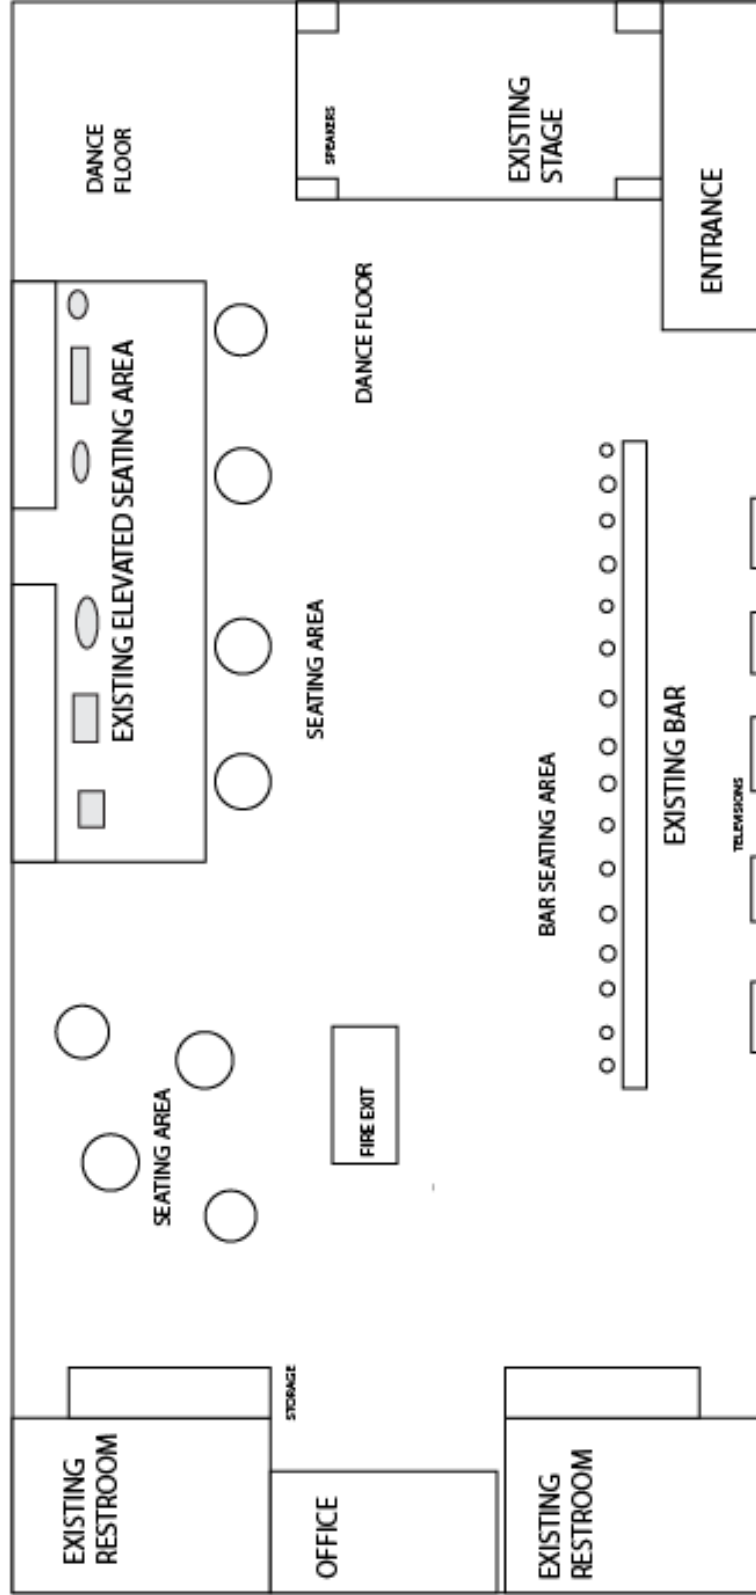 EXISTING
RESTROOM
SEATING AREA
EXISTING ELEVATED SEATING AREA
DANCE
FLOOR
STORAGE
OFFICE
FIRE EXIT
SEATING AREA
DANCE FLOOR
SPEAKERS
EXISTING
STAGE
EXISTING
RESTROOM
BAR SEATING AREA
EXISTING BAR
TELEVISIONS
ENTRANCE